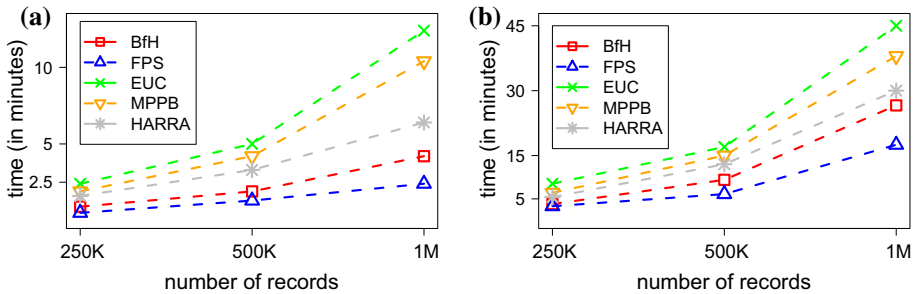 (a)
time (in minutes)
10
5
2.5
BfH
FPS
EUC
MPPB
HARRA
250K
500K
1M
number of records
(b)
time (in minutes)
45
30
15
5
BfH
FPS
EUC
MPPB
HARRA
250K
500K
1M
number of records